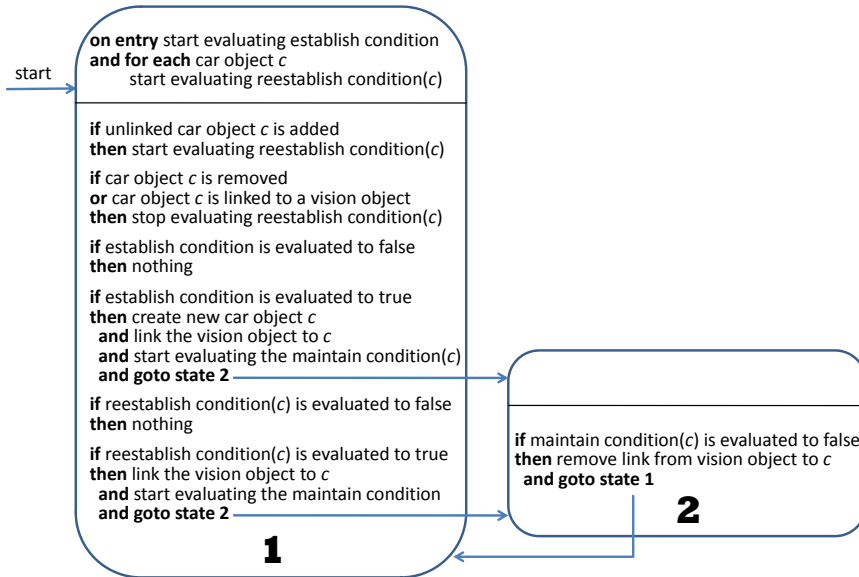 start
on entry start evaluating establish condition
and for each car object c
start evaluating reestablish condition(c)
if unlinked car object c is added
then start evaluating reestablish condition(c)
if car object c is removed
or car object c is linked to a vision object
then stop evaluating reestablish condition(c)
if establish condition is evaluated to false
then nothing
if establish condition is evaluated to true
then create new car object c
and link the vision object to c
and start evaluating the maintain condition(c)
and goto state 2
if reestablish condition(c) is evaluated to false
then nothing
if reestablish condition(c) is evaluated to true
then link the vision object to c
and start evaluating the maintain condition
and goto state 2
1
if maintain condition(c) is evaluated to false
then remove link from vision object to c
and goto state 1
2